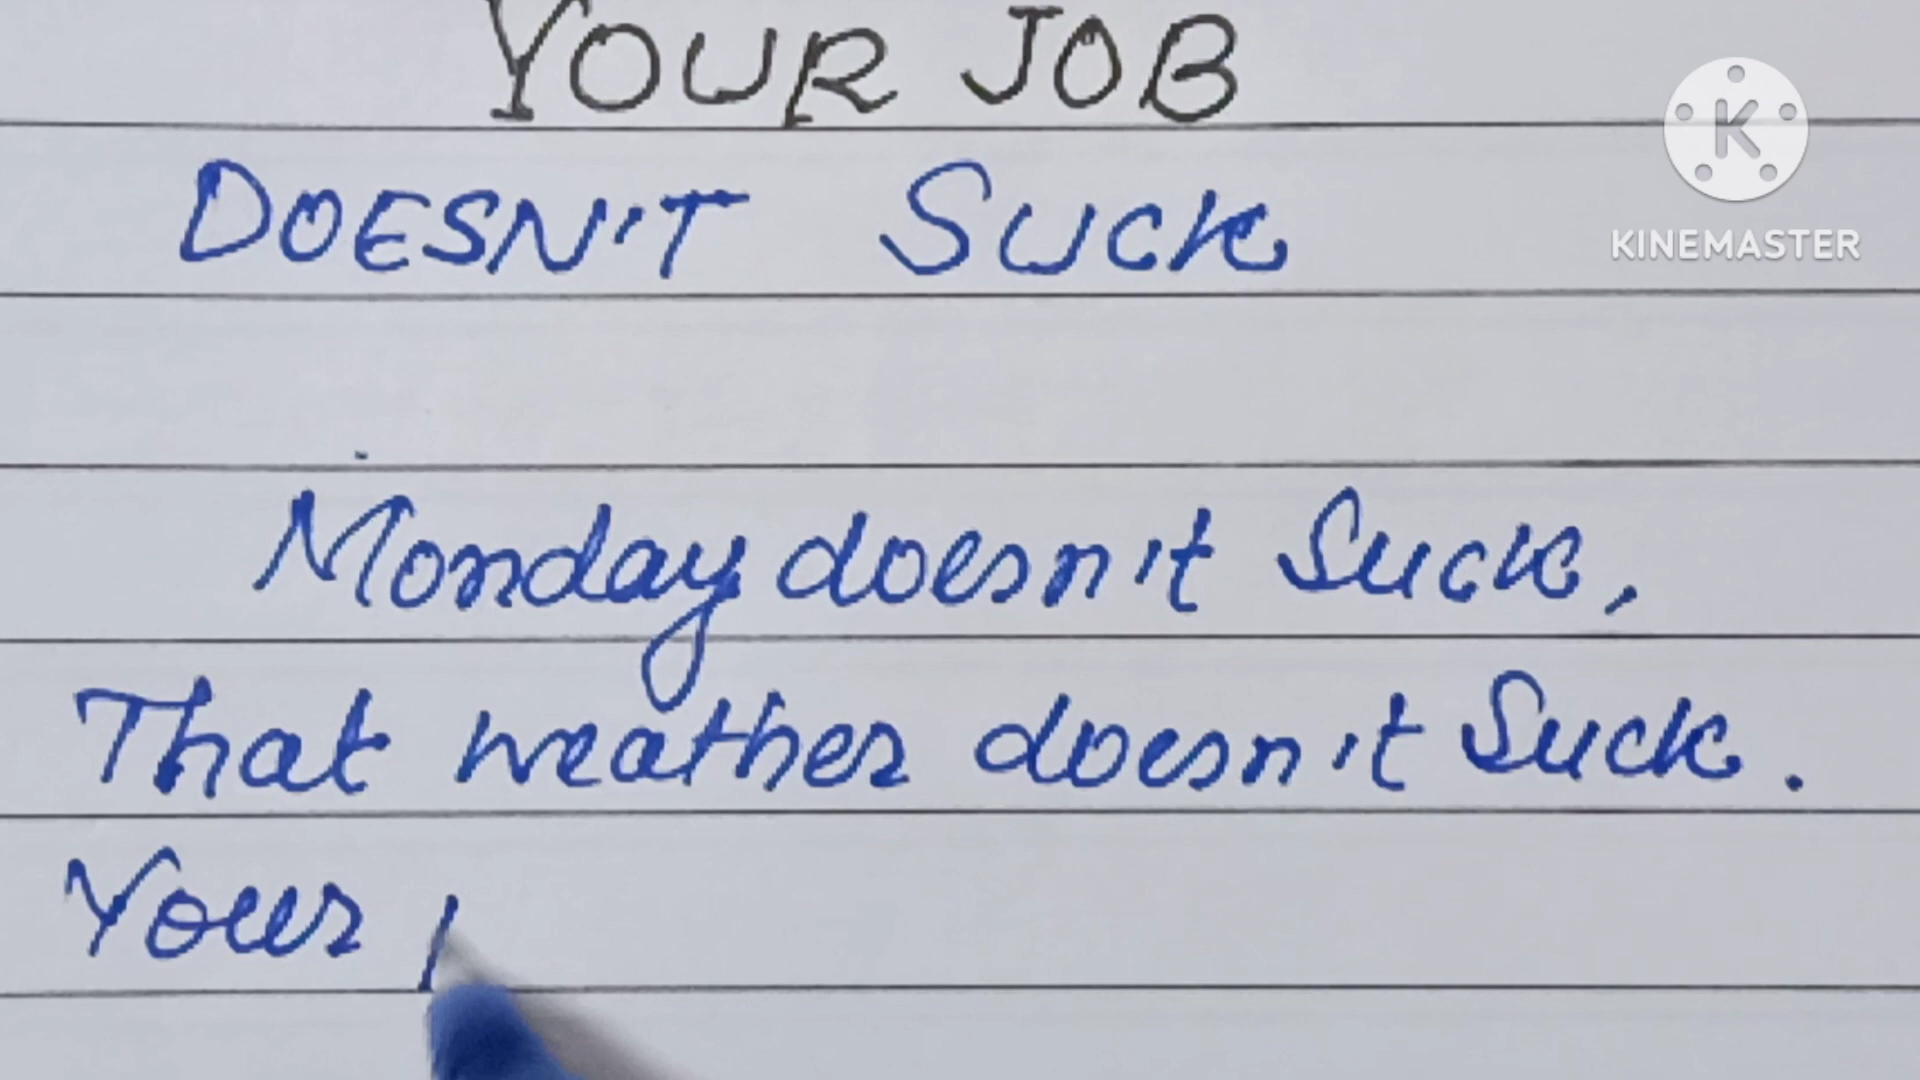 YOUR JOB
DOESN'T SUCK
Monday doesn't Suck,
That weather doesn't Suck.
Your
K
KINEMASTER